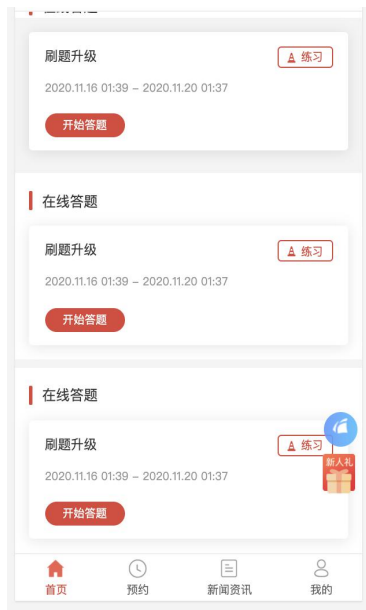 刷题升级
练习
2020.11.16 01:39 – 2020.11.20 01:37
开始答题
在线答题
刷题升级
练习
2020.11.16 01:39 – 2020.11.20 01:37
开始答题
在线答题
刷题升级
练习
新人礼
2020.11.16 01:39 – 2020.11.20 01:37
开始答题
首页
预约
新闻资讯
我的